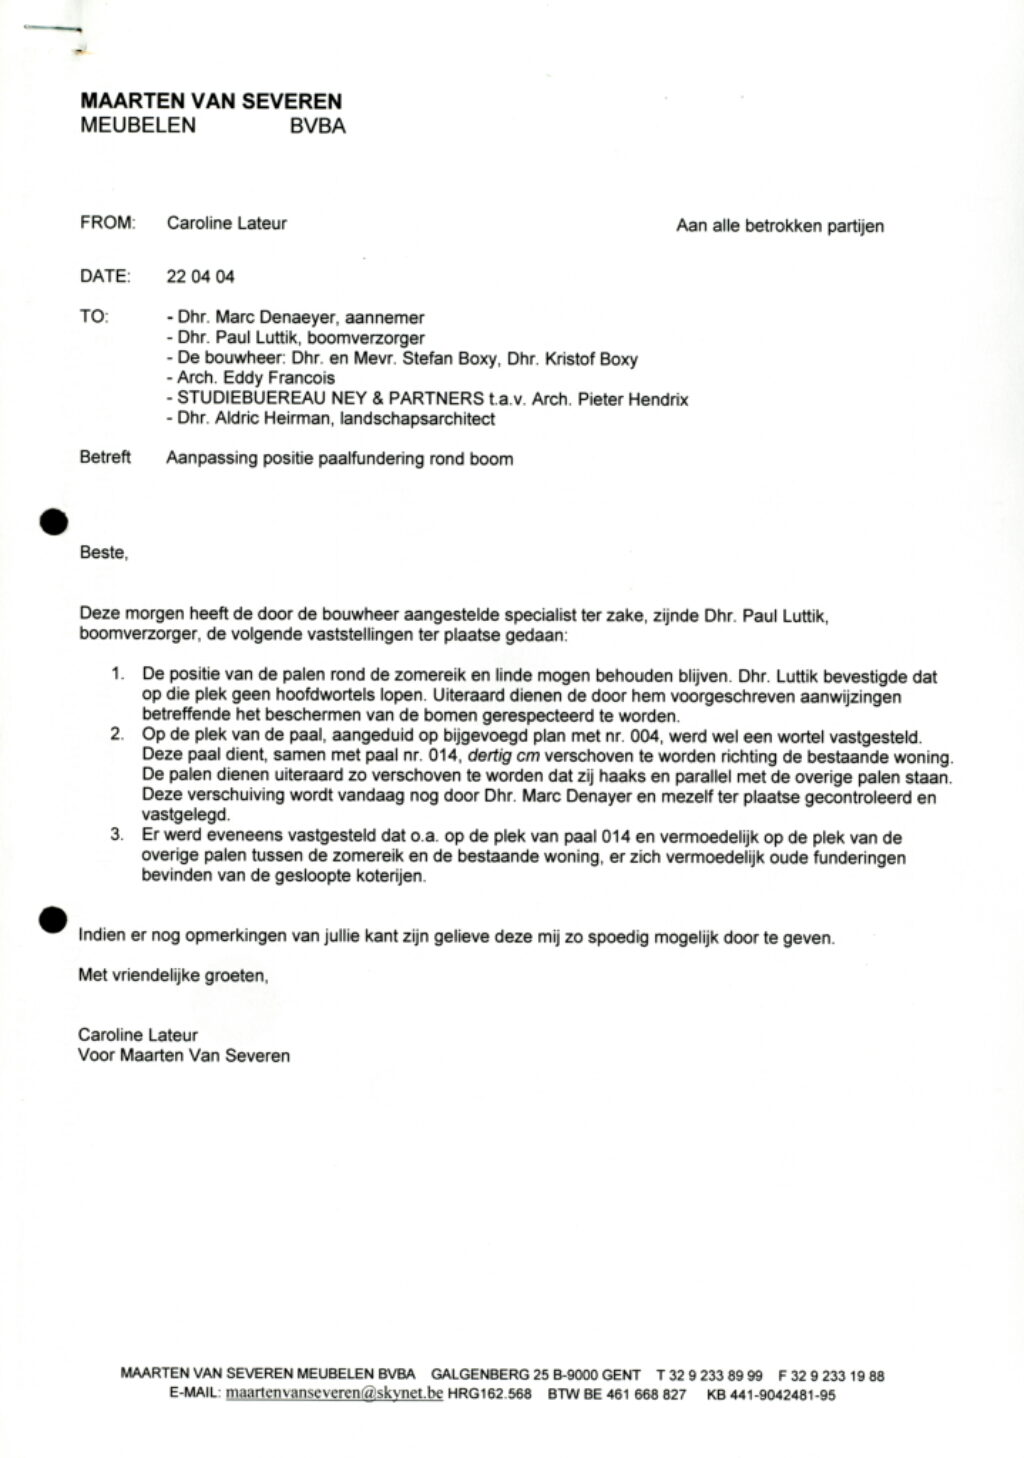 MAARTEN VAN SEVEREN
MEUBELEN BVBA
FROM: Caroline Lateur Aan alle betrokken partijen
DATE: 22 04 04
TO: - Dhr. Marc Denaeyer, aannemer
- Dhr. Paul Luttik, boomverzorger
- De bouwheer: Dhr. en Mevr. Stefan Boxy, Dhr. Kristof Boxy
- Arch. Eddy Francois
- STUDIEBUEREAU NEY & PARTNERS t.a.v. Arch. Pieter Hendrix
- Dhr. Aldric Heirman, landschapsarchitect
Betreft Aanpassing positie paalfundering rond boom
Beste,
Deze morgen heeft de door de bouwheer aangestelde specialist ter zake, zijnde Dhr. Paul Luttik,
boomverzorger, de volgende vaststellingen ter plaatse gedaan:
1. De positie van de palen rond de zomereik en linde mogen behouden blijven. Dhr. Luttik bevestigde dat
op die plek geen hoofdwortels lopen. Uiteraard dienen de door hem voorgeschreven aanwijzingen
betreffende het beschermen van de bomen gerespecteerd te worden.
2. Op de plek van de paal, aangeduid op bijgevoegd plan met nr. 004, werd wel een wortel vastgesteld.
Deze paal dient, samen met paal nr. 014, dertig cm verschoven te worden richting de bestaande woning.
De palen dienen uiteraard zo verschoven te worden dat zij haaks en parallel met de overige palen staan.
Deze verschuiving wordt vandaag nog door Dhr. Marc Denayer en mezelf ter plaatse gecontroleerd en
vastgelegd.
3. Er werd eveneens vastgesteld dat o.a. op de plek van paal 014 en vermoedelijk op de plek van de
overige palen tussen de zomereik en de bestaande woning, er zich vermoedelijk oude funderingen
bevinden van de gesloopte koterijen.
Indien er nog opmerkingen van jullie kant zijn gelieve deze mij zo spoedig mogelijk door te geven.
Met vriendelijke groeten,
Caroline Lateur
Voor Maarten Van Severen
MAARTEN VAN SEVEREN MEUBELEN BVBA GALGENBERG 25 B-9000 GENT T 32 9 233 89 99 F 32 9 233 19 88
E-MAIL: maartenvanseveren@skynet.be HRG162.568 BTW BE 461 668 827 KB 441-9042481-95